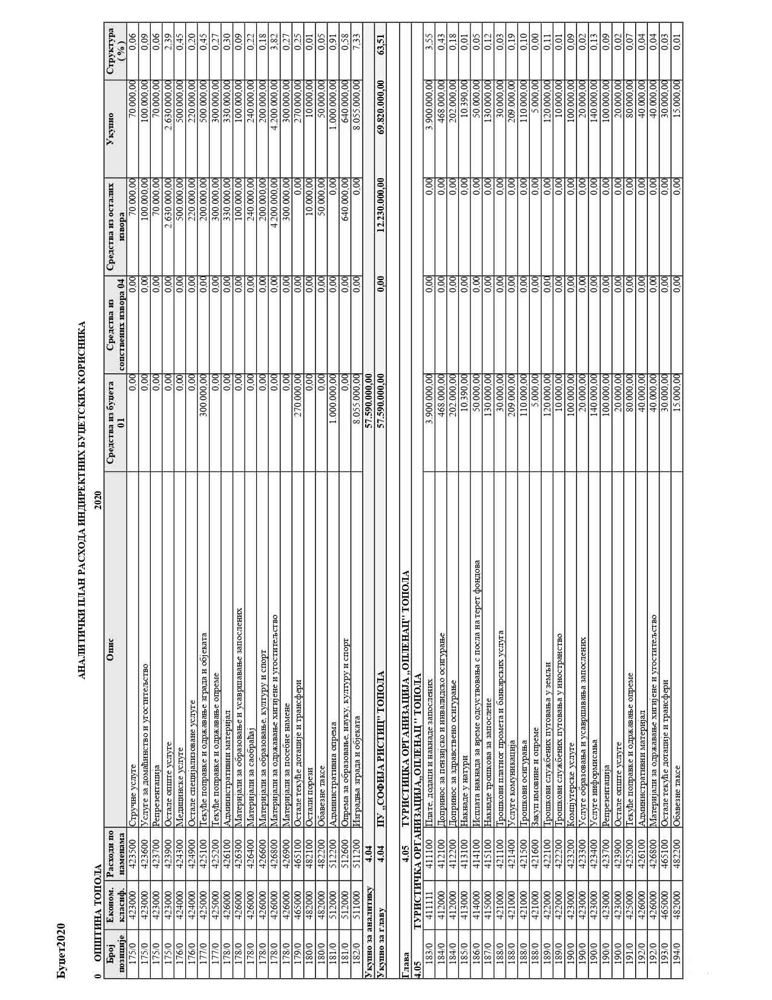 Буџет2020
АНАЛИТИЧКИ ПЛАН РАСХОДА ИНДИРЕКТНИХ БУЏЕТСКИХ КОРИСНИКА
0 ОПШТИНА ТОПОЛА 2020
Број позиције Економ. класиф. Расходи по наменама Опис Средства из буџета 01 Средства из сопствених извора 04 Средства из осталих извора Укупно Структура ( %)
175/0 423000 423500 Стручне услуге 0,00 0,00 70.000,00 70.000,00 0,06
175/0 423000 423600 Услуге за домаћинство и угоститељство 0,00 0,00 100.000,00 100.000,00 0,09
175/0 423000 423700 Репрезентација 0,00 0,00 70.000,00 70.000,00 0,06
175/0 423000 423900 Остале опште услуге 0,00 0,00 2.630.000,00 2.630.000,00 2,39
176/0 424000 424300 Медицинске услуге 0,00 0,00 500.000,00 500.000,00 0,45
176/0 424000 424900 Остале специјализоване услуге 0,00 0,00 220.000,00 220.000,00 0,20
177/0 425000 425100 Текуће поправке и одржавање зграда и објеката 300.000,00 0,00 200.000,00 500.000,00 0,45
177/0 425000 425200 Текуће поправке и одржавање опреме 0,00 0,00 300.000,00 300.000,00 0,27
178/0 426000 426100 Административни материјал 0,00 0,00 330.000,00 330.000,00 0,30
178/0 426000 426300 Материјали за образовање и усавршавање запослених 0,00 0,00 100.000,00 100.000,00 0,09
178/0 426000 426400 Материјали за саобраћај 0,00 0,00 240.000,00 240.000,00 0,22
178/0 426000 426600 Материјали за образовање, културу и спорт 0,00 0,00 200.000,00 200.000,00 0,18
178/0 426000 426800 Материјали за одржавање хигијене и угоститељство 0,00 0,00 4.200.000,00 4.200.000,00 3,82
178/0 426000 426900 Материјали за посебне намене 0,00 0,00 300.000,00 300.000,00 0,27
179/0 465000 465100 Остале текуће дотације и трансфери 270.000,00 0,00 0,00 270.000,00 0,25
180/0 482000 482100 Остали порези 0,00 0,00 10.000,00 10.000,00 0,01
180/0 482000 482200 Обавезне таксе 0,00 0,00 50.000,00 50.000,00 0,05
181/0 512000 512200 Административна опрема 1.000.000,00 0,00 0,00 1.000.000,00 0,91
181/0 512000 512600 Опрема за образовање, науку, културу и спорт 0,00 0,00 640.000,00 640.000,00 0,58
182/0 511000 511200 Изградња зграда и објеката 8.055.000,00 0,00 0,00 8.055.000,00 7,33
Укупно за аналитику 4.04 57.590.000,00
Укупно за главу 4.04 ПУ „СОФИЈА РИСТИЦ" ТОПОЛА 57.590.000,00 0,00 12.230.000,00 69.820.000,00 63,51
Глава 4.05 ТУРИСТИЦКА ОРГАНИЗАЦИЈА „ОПЛЕНАЦ" ТОПОЛА
4.05 ТУРИСТИЧКА ОРГАНИЗАЦИЈА„ОПЛЕНАЦ" ТОПОЛА
183/0 411111 411100 Плате, додаци и накнаде запослених 3.900.000,00 0,00 0,00 3.900.000,00 3,55
184/0 412000 412100 Допринос за пензијско и инвалидско осигурање 468.000,00 0,00 0,00 468.000,00 0,43
184/0 412000 412200 Допринос за здравствено осигурање 202.000,00 0,00 0,00 202.000,00 0,18
185/0 413000 413100 Накнаде у натури 10.390,00 0,00 0,00 10.390,00 0,01
186/0 414000 414100 Исплата накнада за време одсуствовања с посла на терет фондова 50.000,00 0,00 0,00 50.000,00 0,05
187/0 415000 415100 Накнаде трошкова за запослене 130.000,00 0,00 0,00 130.000,00 0,12
188/0 421000 421100 Трошкови платног промета и банкарских услуга 30.000,00 0,00 0,00 30.000,00 0,03
188/0 421000 421400 Услуге комуникација 209.000,00 0,00 0,00 209.000,00 0,19
188/0 421000 421500 Трошкови осигурања 110.000,00 0,00 0,00 110.000,00 0,10
188/0 421000 421600 Закуп имовине и опреме 5.000,00 0,00 0,00 5.000,00 0,00
189/0 422000 422100 Трошкови службених путовања у земљи 120.000,00 0,00 0,00 120.000,00 0,11
189/0 422000 422200 Трошкови службених путовања у иностранство 10.000,00 0,00 0,00 10.000,00 0,01
190/0 423000 423200 Компјутерске услуге 100.000,00 0,00 0,00 100.000,00 0,09
190/0 423000 423300 Услуге образовања и усавршавања запослених 20.000,00 0,00 0,00 20.000,00 0,02
190/0 423000 423400 Услуге информисања 140.000,00 0,00 0,00 140.000,00 0,13
190/0 423000 423700 Репрезентација 100.000,00 0,00 0,00 100.000,00 0,09
190/0 423000 423900 Остале опште услуге 20.000,00 0,00 0,00 20.000,00 0,02
191/0 425000 425200 Текуће поправке и одржавање опреме 80.000,00 0,00 0,00 80.000,00 0,07
192/0 426000 426100 Административни материјал 40.000,00 0,00 0,00 40.000,00 0,04
192/0 426000 426800 Материјали за одржавање хигијене и угоститељство 40.000,00 0,00 0,00 40.000,00 0,04
193/0 465000 465100 Остале текуће дотације и трансфери 30.000,00 0,00 0,00 30.000,00 0,03
194/0 482000 482200 Обавезне таксе 15.000,00 0,00 0,00 15.000,00 0,01